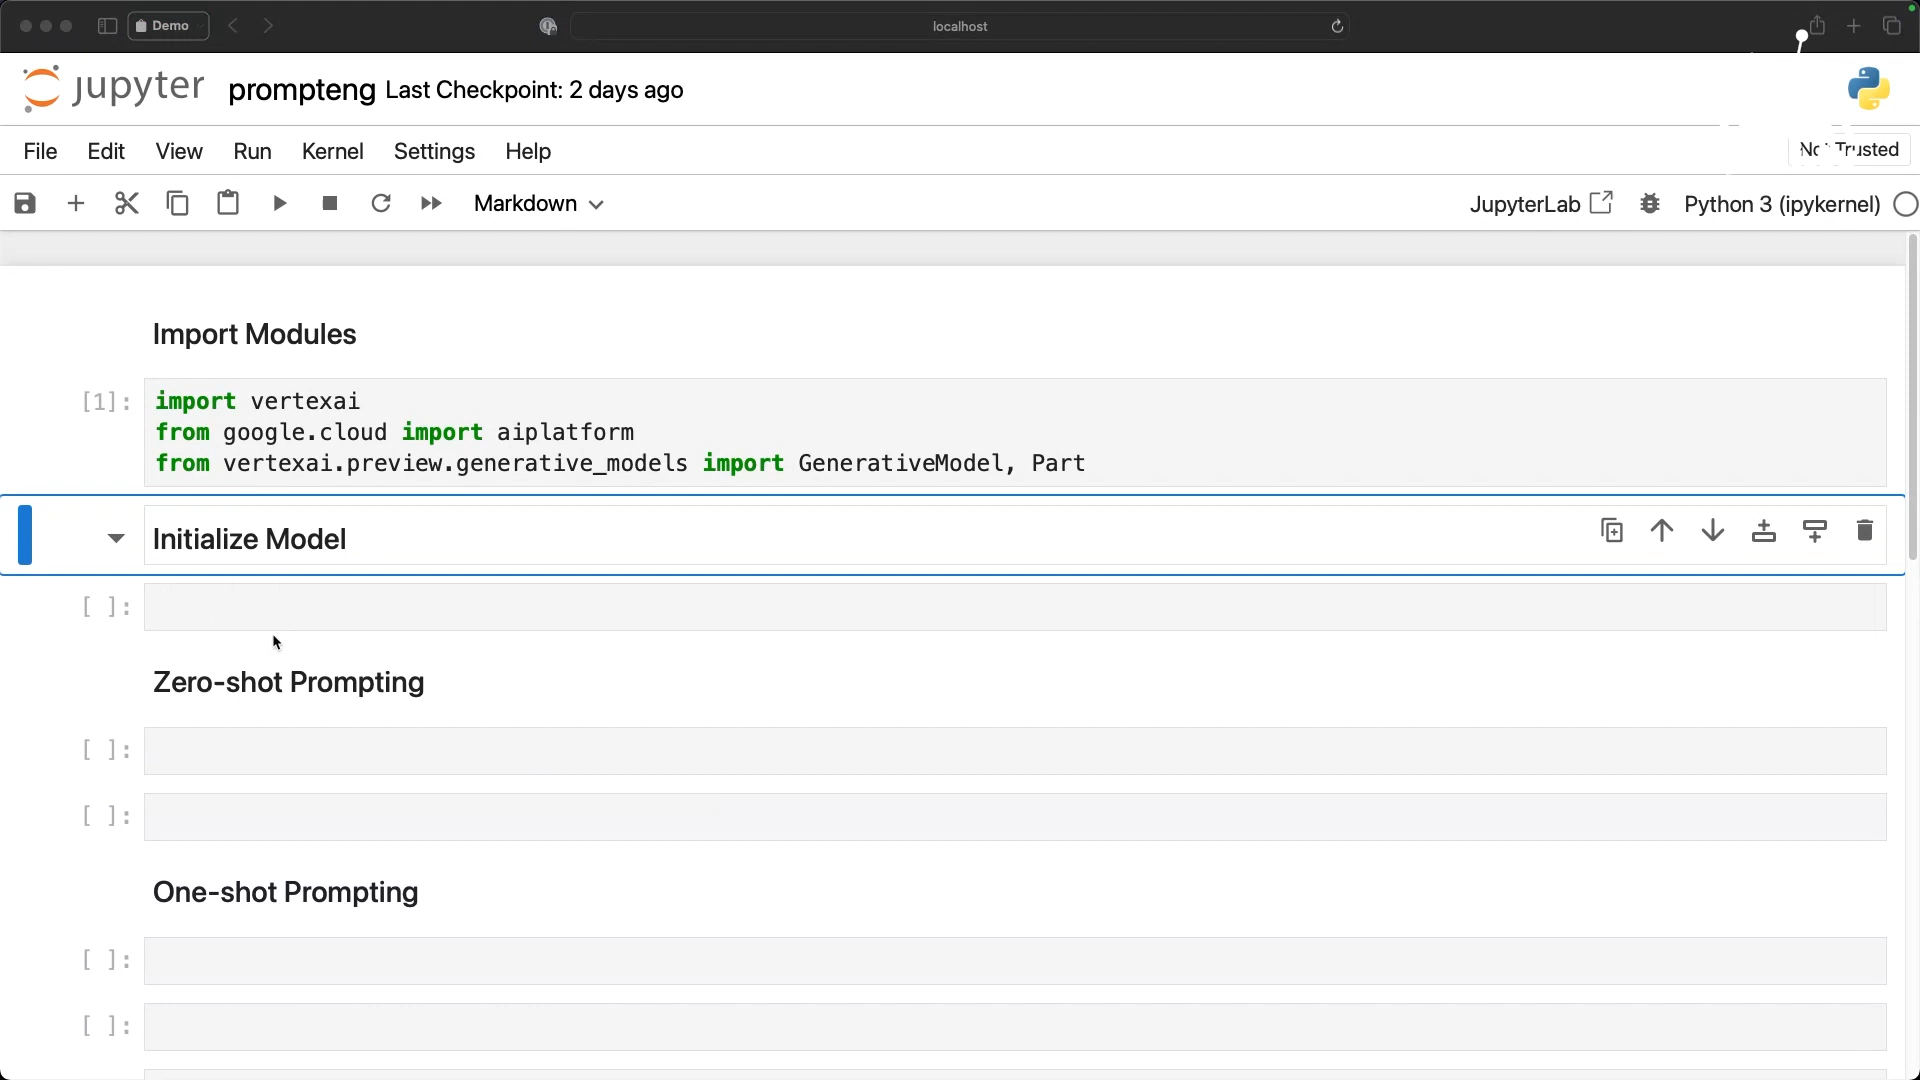 Demo
localhost
jupyter prompteng Last Checkpoint: 2 days ago
File Edit View Run Kernel Settings Help
Trusted
Markdown
JupyterLab
Python 3 (ipykernel)
Import Modules
[1]:
import vertexai
from google.cloud import aiplatform
from vertexai.preview.generative_models import GenerativeModel, Part
Initialize Model
[ ]:
Zero-shot Prompting
[ ]:
[ ]:
One-shot Prompting
[ ]:
[ ]: